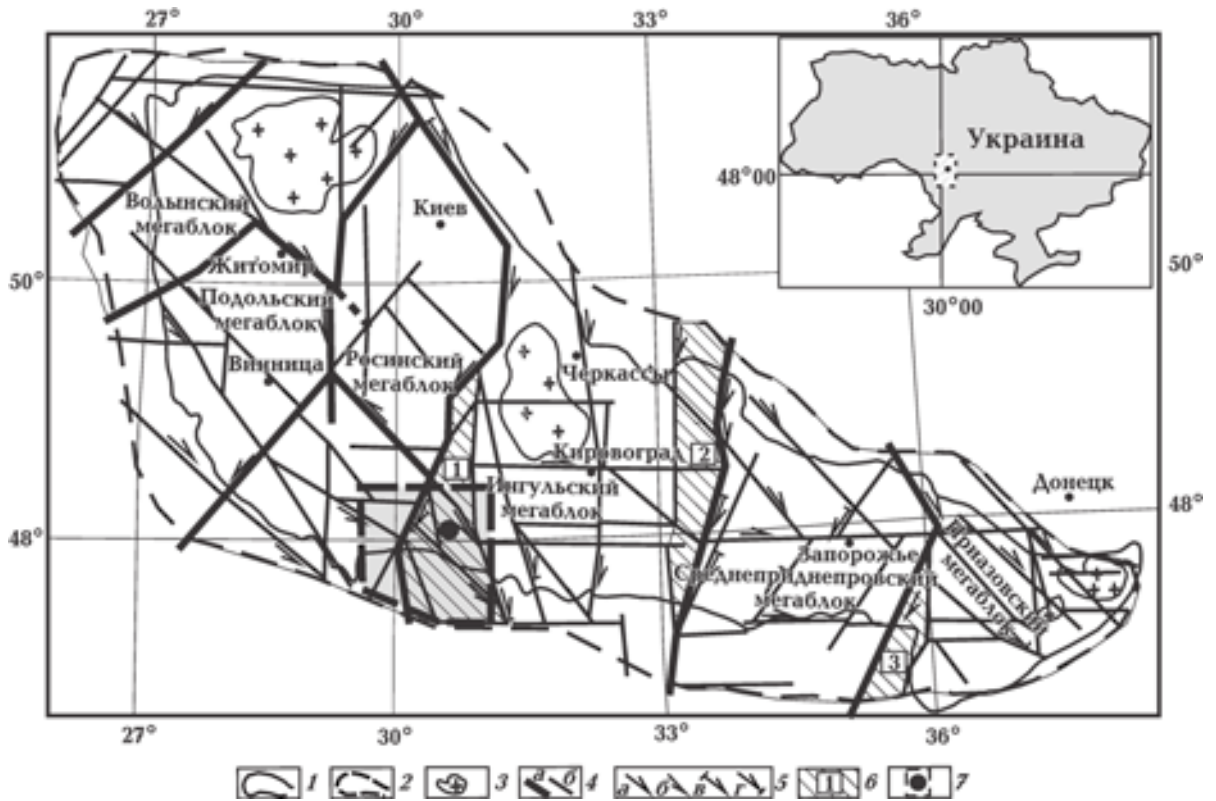 27° 30° 33° 36°
Украина
48°00
30°00
Волынский
мегаблок
Киев
Житомир
50° 50°
Подольский
мегаблок
Винница
Росинский
мегаблок
Черкассы
Кировоград 2
1
Ингульский
мегаблок
Донецк
48° 48°
Запорожье
Среднеприднепровский
мегаблок
Приазовский
мегаблок
3
27° 30° 33° 36°
1 2 3 а б 4 а б в г 5 1 6 7